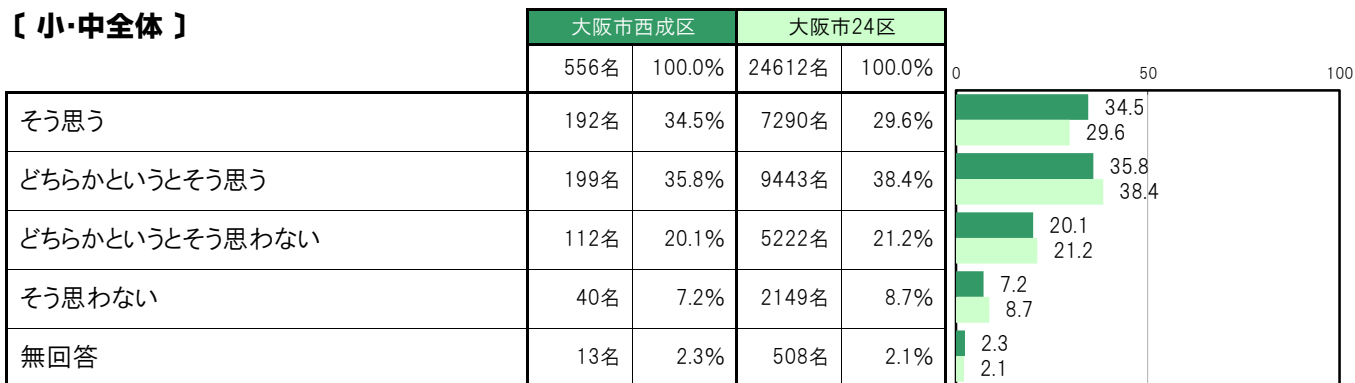 〔 小・中全体 〕
大阪市西成区 大阪市24区
556名 100.0% 24612名 100.0%
0 50 100
そう思う 192名 34.5% 7290名 29.6%
34.5
29.6
どちらかというとそう思う 199名 35.8% 9443名 38.4%
35.8
38.4
どちらかというとそう思わない 112名 20.1% 5222名 21.2%
20.1
21.2
そう思わない 40名 7.2% 2149名 8.7%
7.2
8.7
無回答 13名 2.3% 508名 2.1%
2.3
2.1